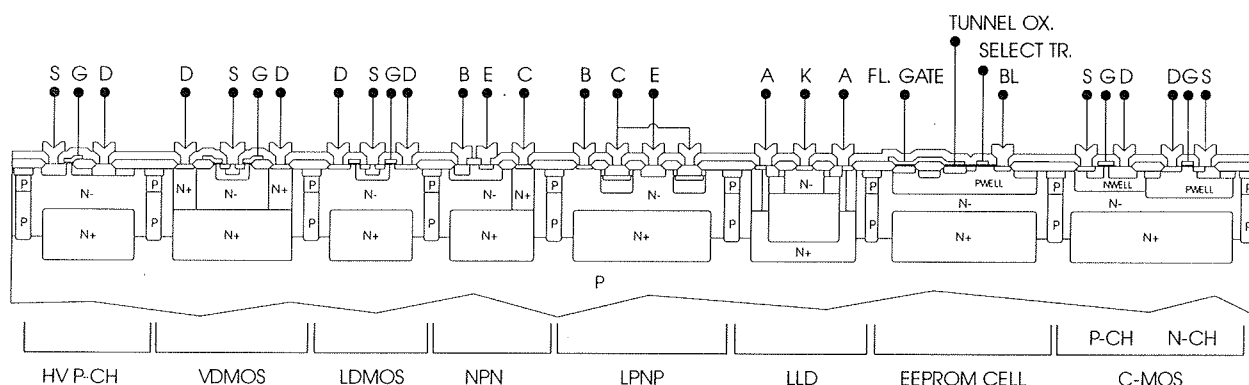 TUNNEL OX.
SELECT TR.
S G D D S G D D S G D B E C B C E A K A FL. GATE BL S G D D G S
P N- P N+ N- N+ P N- P N- N+ P N- P N- P PWELL P NWELL PWELL P
P P P P P P N- P N- P
N+ N+ N+ N+ N+ N+ N+
N+
P
P-CH N-CH
HV P-CH VDMOS LDMOS NPN LPNP LLD EEPROM CELL C-MOS